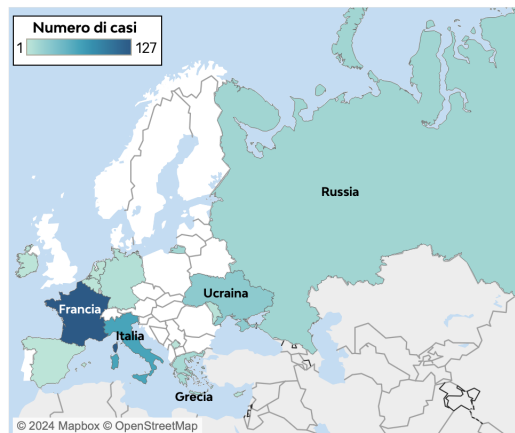 Numero di casi
1 127
Russia
Ucraina
Francia
Italia
Grecia
© 2024 Mapbox © OpenStreetMap